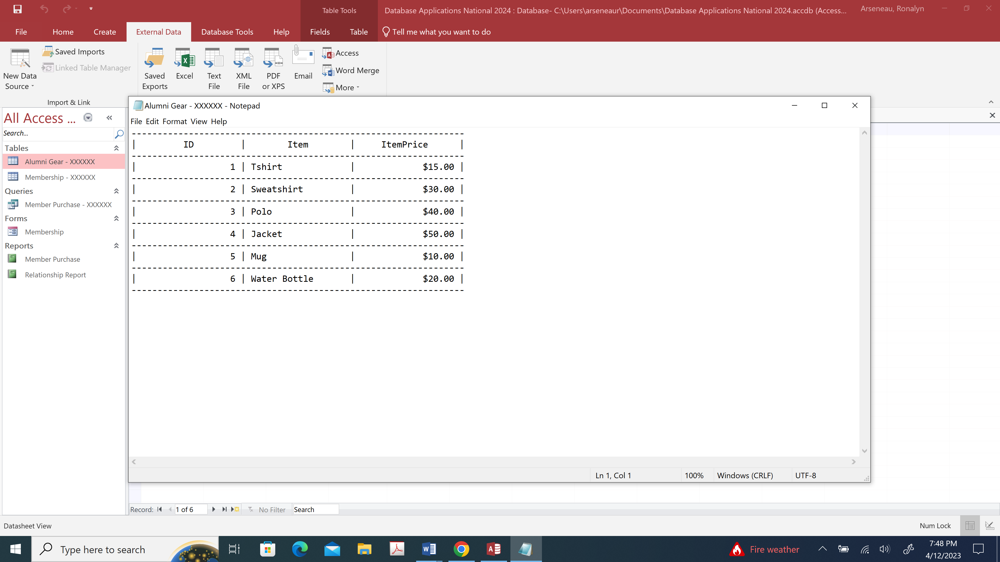 Table Tools
Database Applications National 2024 : Database- C:\Users\arseneaur\Documents\Database Applications National 2024.accdb (Access...
Arseneau, Ronalyn
File Home Create External Data Database Tools Help Fields Table Tell me what you want to do
New Data Source
Saved Imports
Linked Table Manager
Import & Link
Saved Exports
Excel
Text File
XML File
PDF or XPS
Email
Access
Word Merge
More
All Access ...
Search...
Tables
Alumni Gear - XXXXXX
Membership - XXXXXX
Queries
Member Purchase - XXXXXX
Forms
Membership
Reports
Member Purchase
Relationship Report
Alumni Gear - XXXXXX - Notepad
File Edit Format View Help
----------------------------------------------------------------
| ID | Item | ItemPrice |
----------------------------------------------------------------
| 1 | Tshirt | $15.00 |
----------------------------------------------------------------
| 2 | Sweatshirt | $30.00 |
----------------------------------------------------------------
| 3 | Polo | $40.00 |
----------------------------------------------------------------
| 4 | Jacket | $50.00 |
----------------------------------------------------------------
| 5 | Mug | $10.00 |
----------------------------------------------------------------
| 6 | Water Bottle | $20.00 |
----------------------------------------------------------------
Ln 1, Col 1 100% Windows (CRLF) UTF-8
Record: 1 of 6 No Filter Search
Datasheet View
Num Lock
Type here to search
Fire weather
7:48 PM
4/12/2023